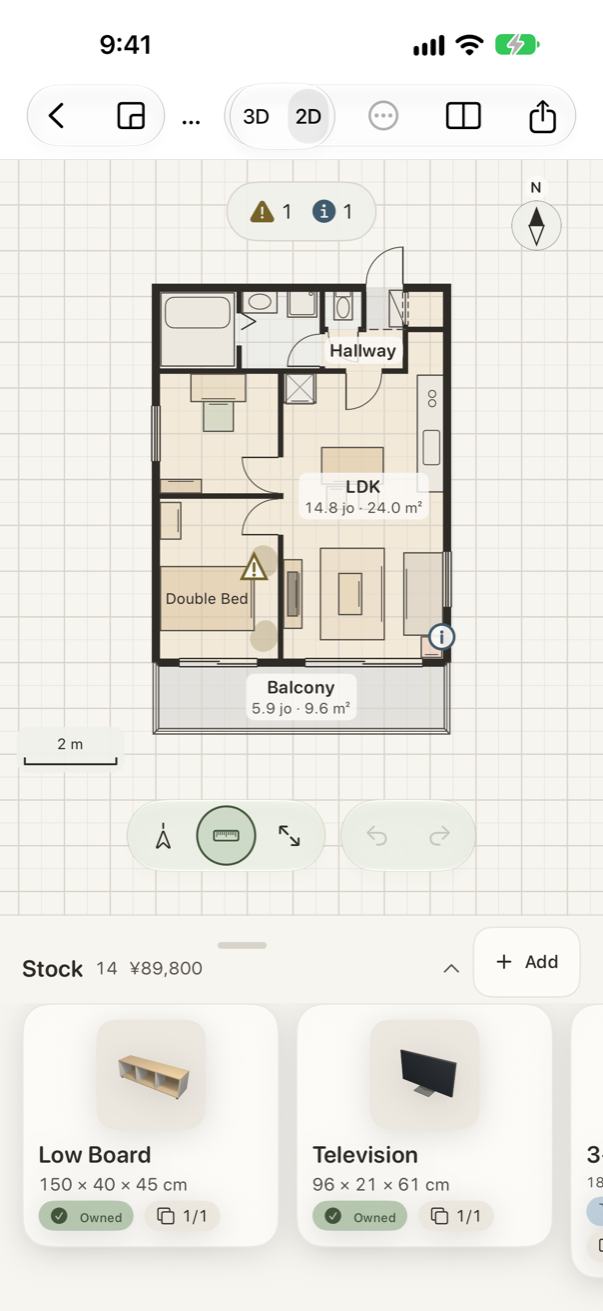 9:41
...
3D
2D
1
i 1
N
Hallway
LDK
14.8 jo · 24.0 m²
Double Bed
i
Balcony
5.9 jo · 9.6 m²
2 m
Stock 14 ¥89,800
+ Add
Low Board
150 × 40 × 45 cm
Owned 1/1
Television
96 × 21 × 61 cm
Owned 1/1
3-
18